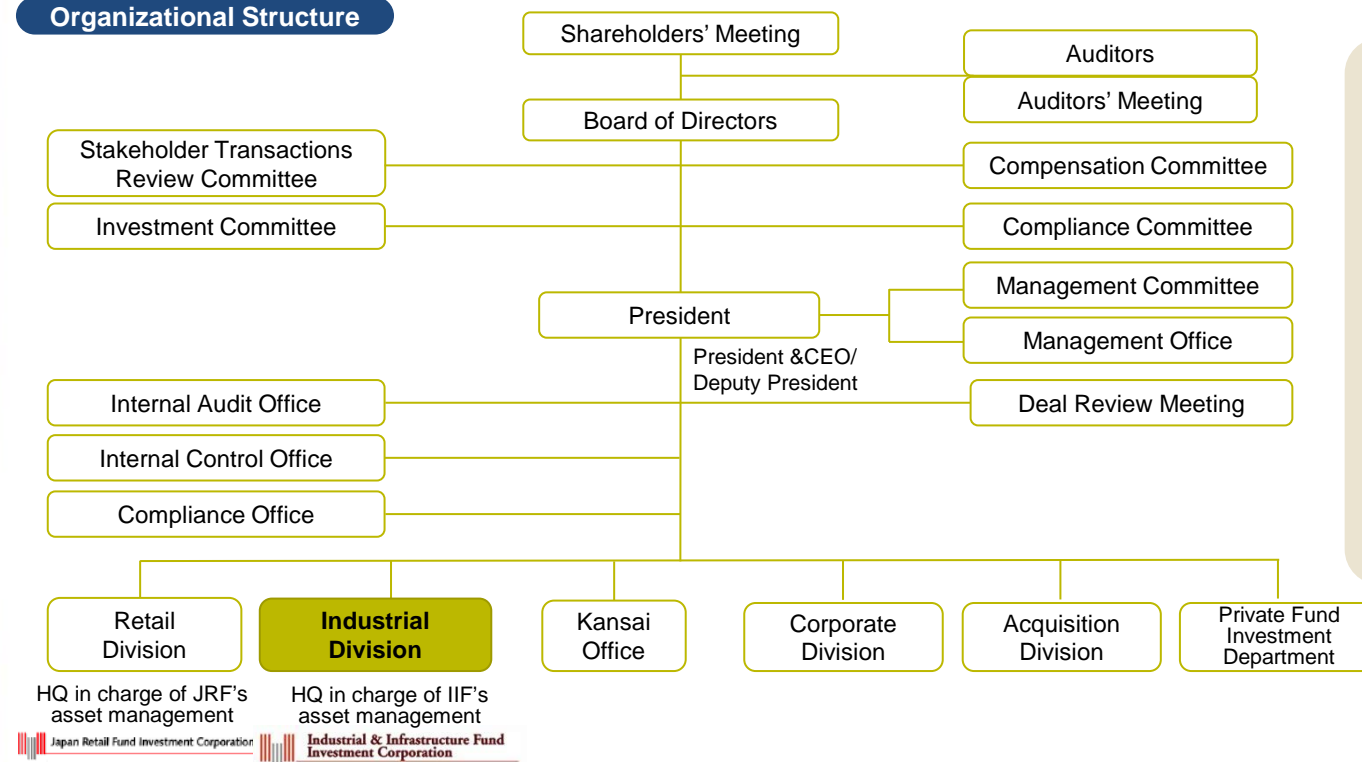 Organizational Structure
Shareholders' Meeting
Auditors
Auditors' Meeting
Board of Directors
Stakeholder Transactions
Review Committee
Compensation Committee
Investment Committee
Compliance Committee
Management Committee
President
Management Office
President &CEO/
Deputy President
Internal Audit Office
Deal Review Meeting
Internal Control Office
Compliance Office
Retail
Division
Industrial
Division
Kansai
Office
Corporate
Division
Acquisition
Division
Private Fund
Investment
Department
HQ in charge of JRF's
asset management
HQ in charge of IIF's
asset management
Japan Retail Fund Investment Corporation
Industrial & Infrastructure Fund
Investment Corporation